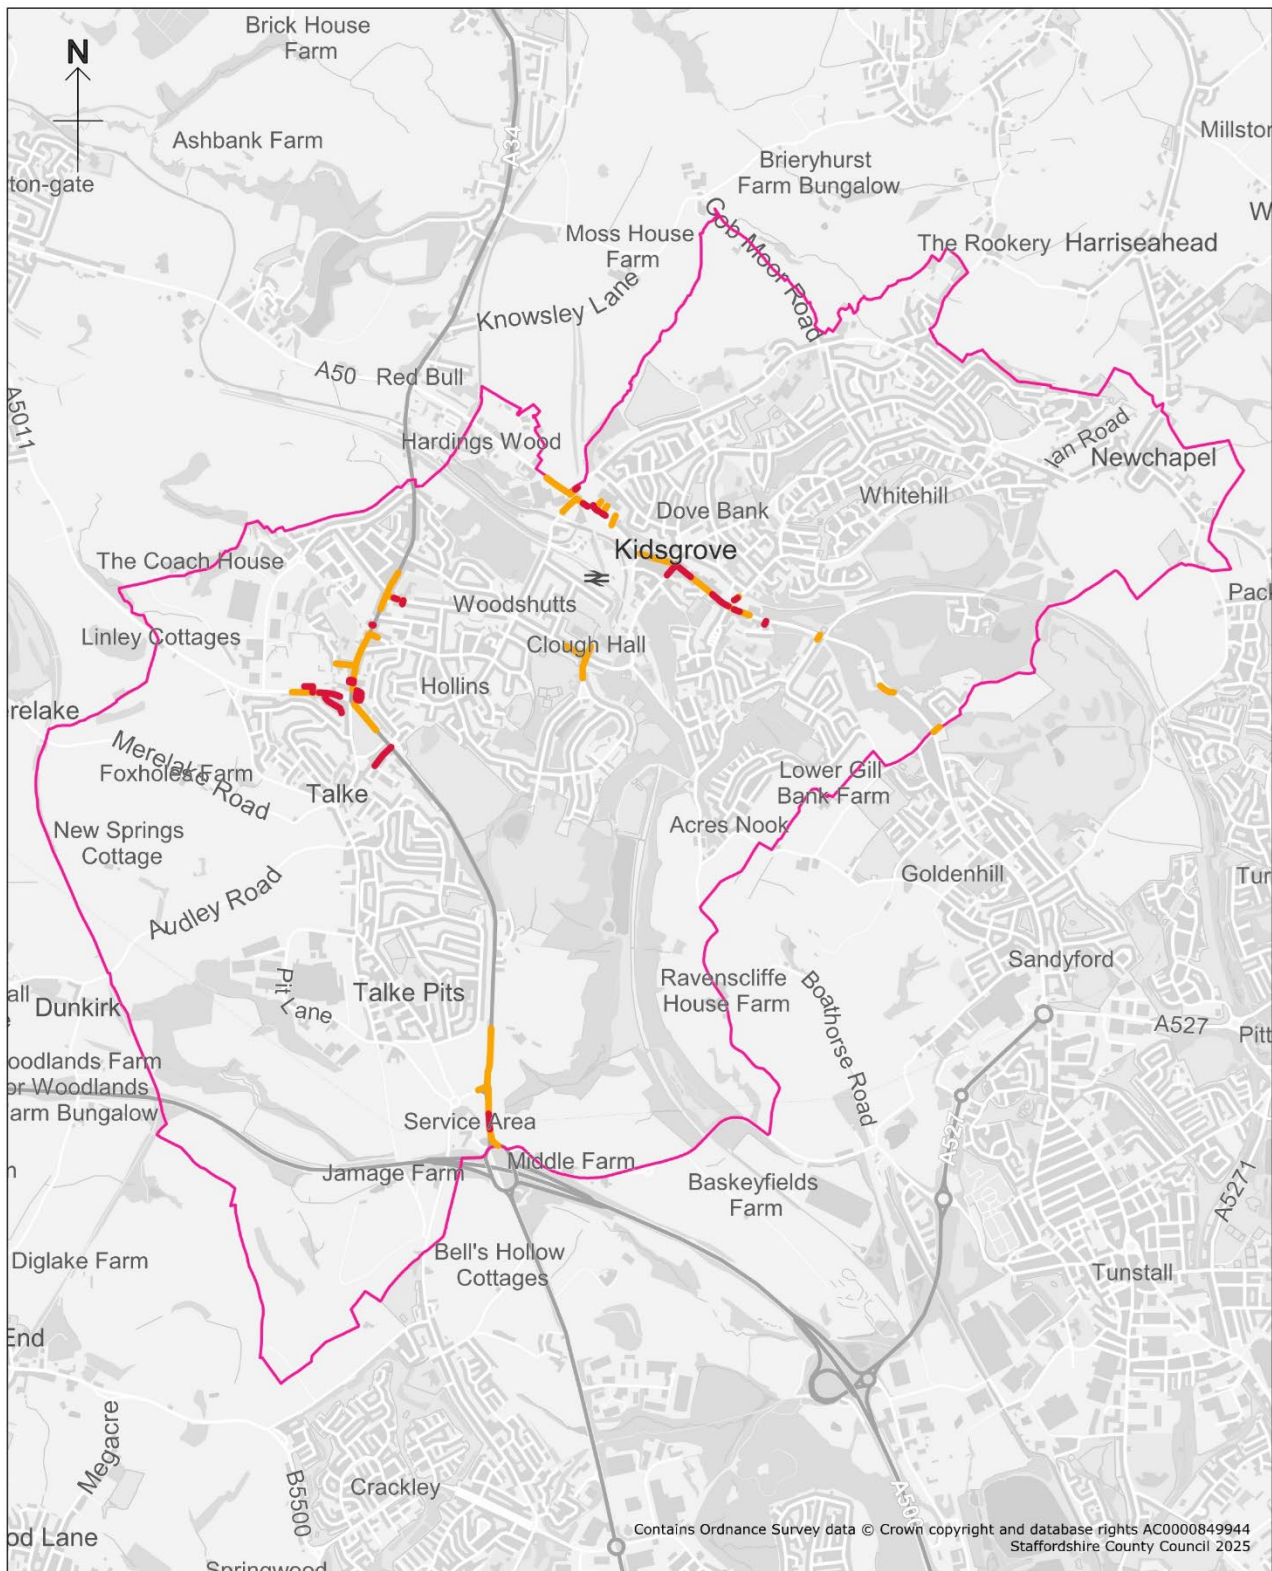 Brick House
Farm
N
A34
Ashbank Farm
Millstor
Brieryhurst
Farm Bungalow
ton-gate
Cob Moor Road
W
Moss House
Farm
The Rookery
Harriseahead
Knowsley Lane
A50
Red Bull
A5011
Hardings Wood
Ian Road
Newchapel
Whitehill
Dove Bank
Kidsgrove
The Coach House
Woodshutts
Pack
Linley Cottages
Clough Hall
Hollins
erelake
Merelake Road
Foxholes Farm
Talke
Lower Gill
Bank Farm
New Springs
Cottage
Acres Nook
Audley Road
Goldenhill
Tur
Sandyford
Ravenscliffe
House Farm
Boathorse Road
Pit Lane
Talke Pits
all
Dunkirk
e
A527
Pitt
oodlands Farm
or Woodlands
arm Bungalow
Service Area
A527
Jamage Farm
Middle Farm
Baskeyfields
Farm
A5271
n
Bell's Hollow
Cottages
Diglake Farm
Tunstall
End
Megacre
B5500
Crackley
A500
od Lane
Contains Ordnance Survey data © Crown copyright and database rights AC0000849944
Staffordshire County Council 2025
Springwood